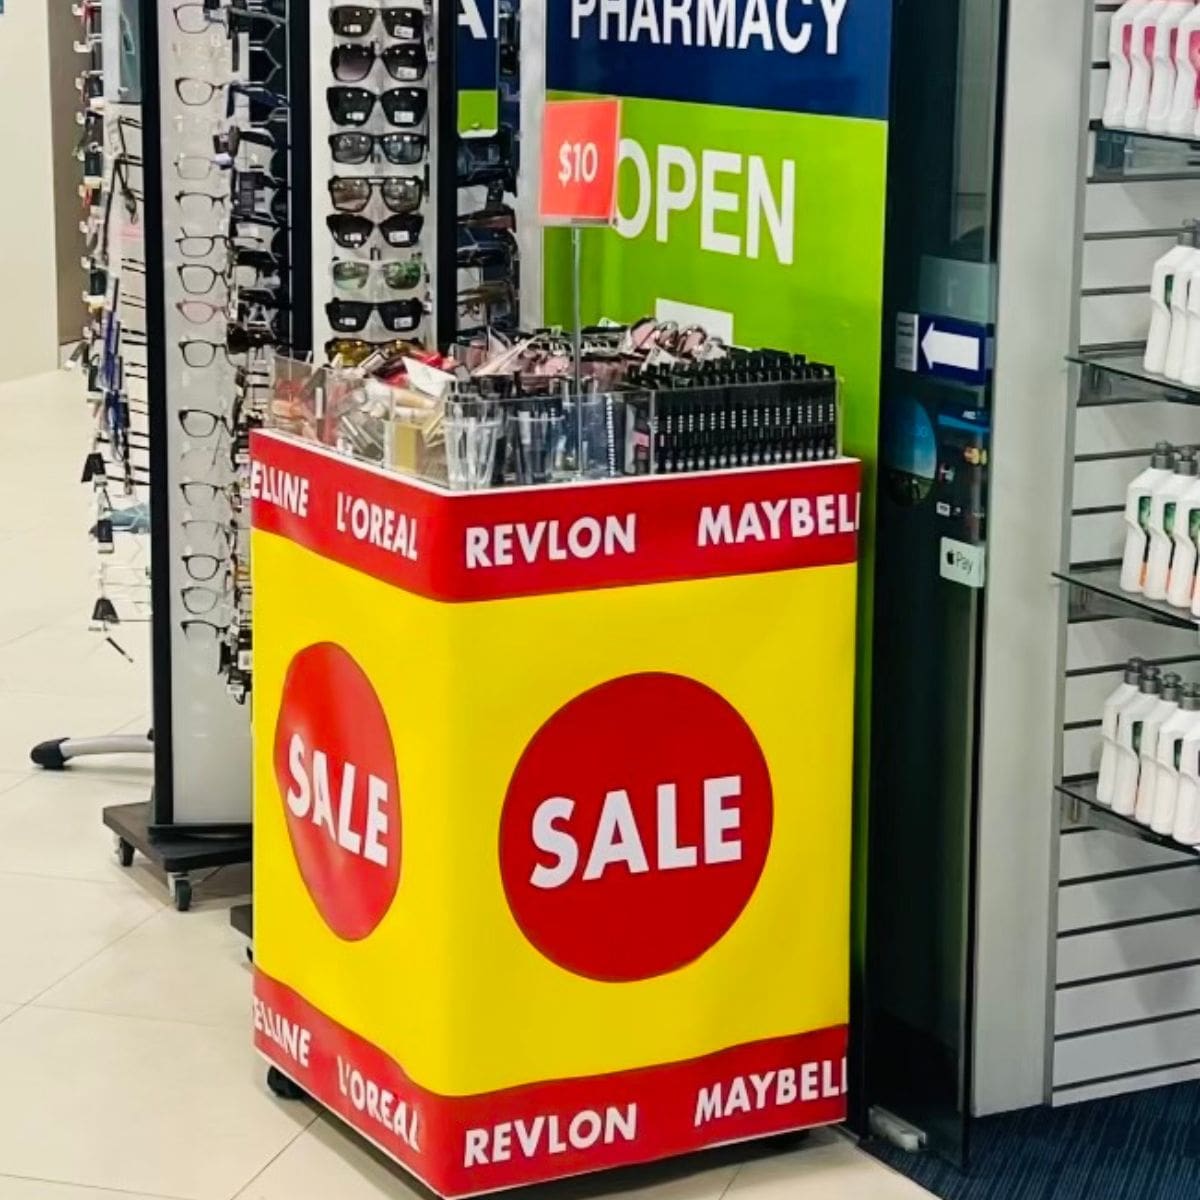 PHARMACY
$10
OPEN
ELLINE L'OREAL REVLON MAYBELL
SALE SALE
Pay
ELLINE L'OREAL REVLON MAYBELL